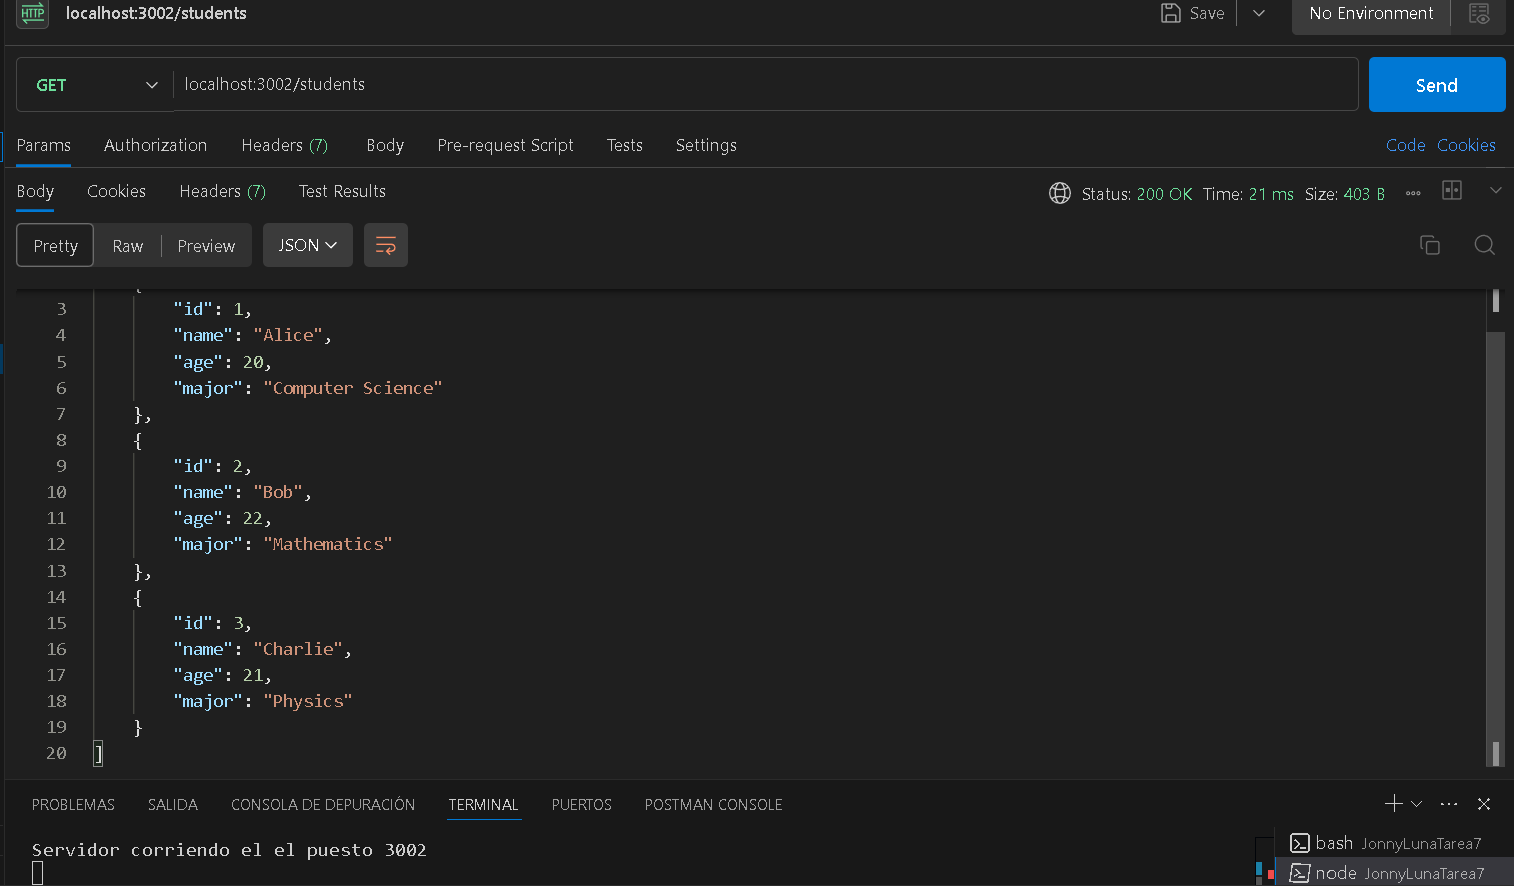 HTTP localhost:3002/students Save No Environment
GET localhost:3002/students Send
Params Authorization Headers (7) Body Pre-request Script Tests Settings Code Cookies
Body Cookies Headers (7) Test Results Status: 200 OK Time: 21 ms Size: 403 B
Pretty Raw Preview JSON
{
3 "id": 1,
4 "name": "Alice",
5 "age": 20,
6 "major": "Computer Science"
7 },
8 {
9 "id": 2,
10 "name": "Bob",
11 "age": 22,
12 "major": "Mathematics"
13 },
14 {
15 "id": 3,
16 "name": "Charlie",
17 "age": 21,
18 "major": "Physics"
19 }
20 ]
PROBLEMAS SALIDA CONSOLA DE DEPURACIÓN TERMINAL PUERTOS POSTMAN CONSOLE
Servidor corriendo el el puesto 3002
bash JonnyLunaTarea7
node JonnyLunaTarea7